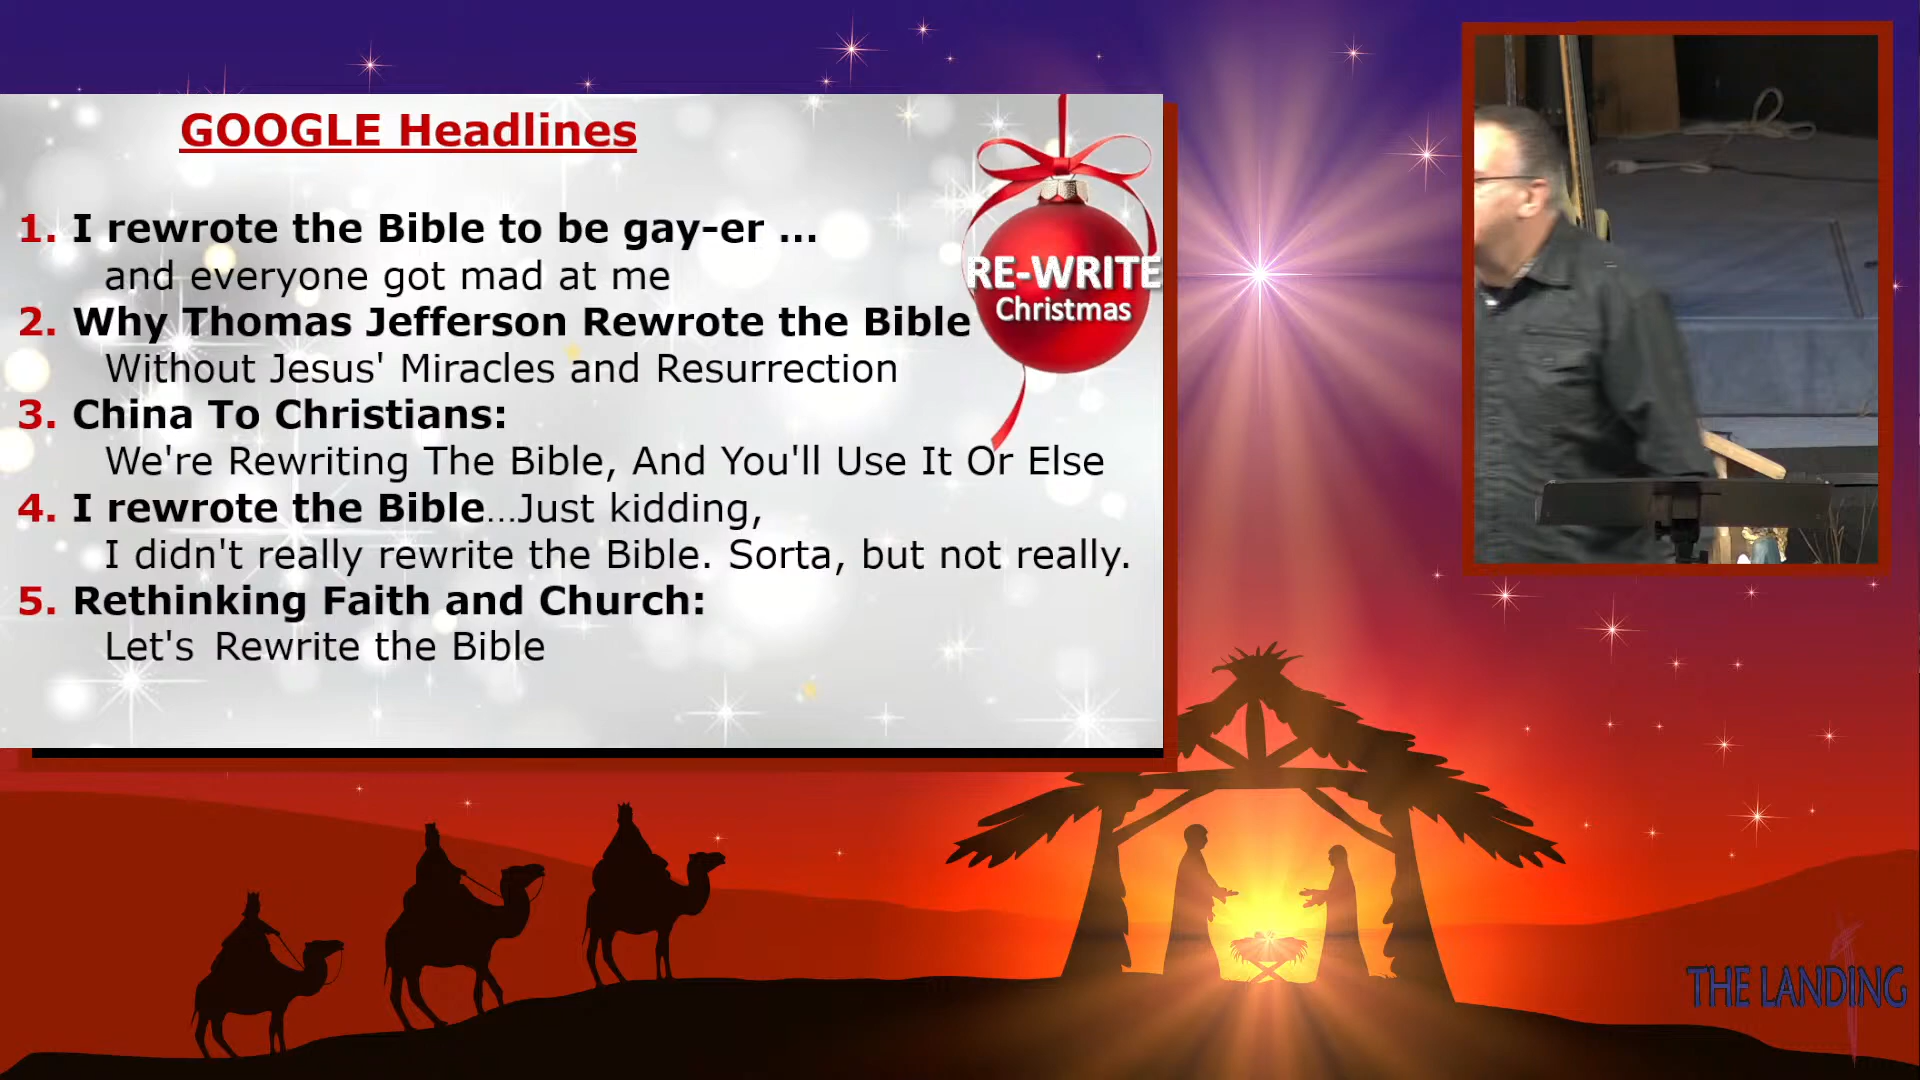 GOOGLE Headlines
1. I rewrote the Bible to be gay-er ...
and everyone got mad at me
2. Why Thomas Jefferson Rewrote the Bible
Without Jesus' Miracles and Resurrection
3. China To Christians:
We're Rewriting The Bible, And You'll Use It Or Else
4. I rewrote the Bible...Just kidding,
I didn't really rewrite the Bible. Sorta, but not really.
5. Rethinking Faith and Church:
Let's Rewrite the Bible
RE-WRITE
Christmas
THE LANDING